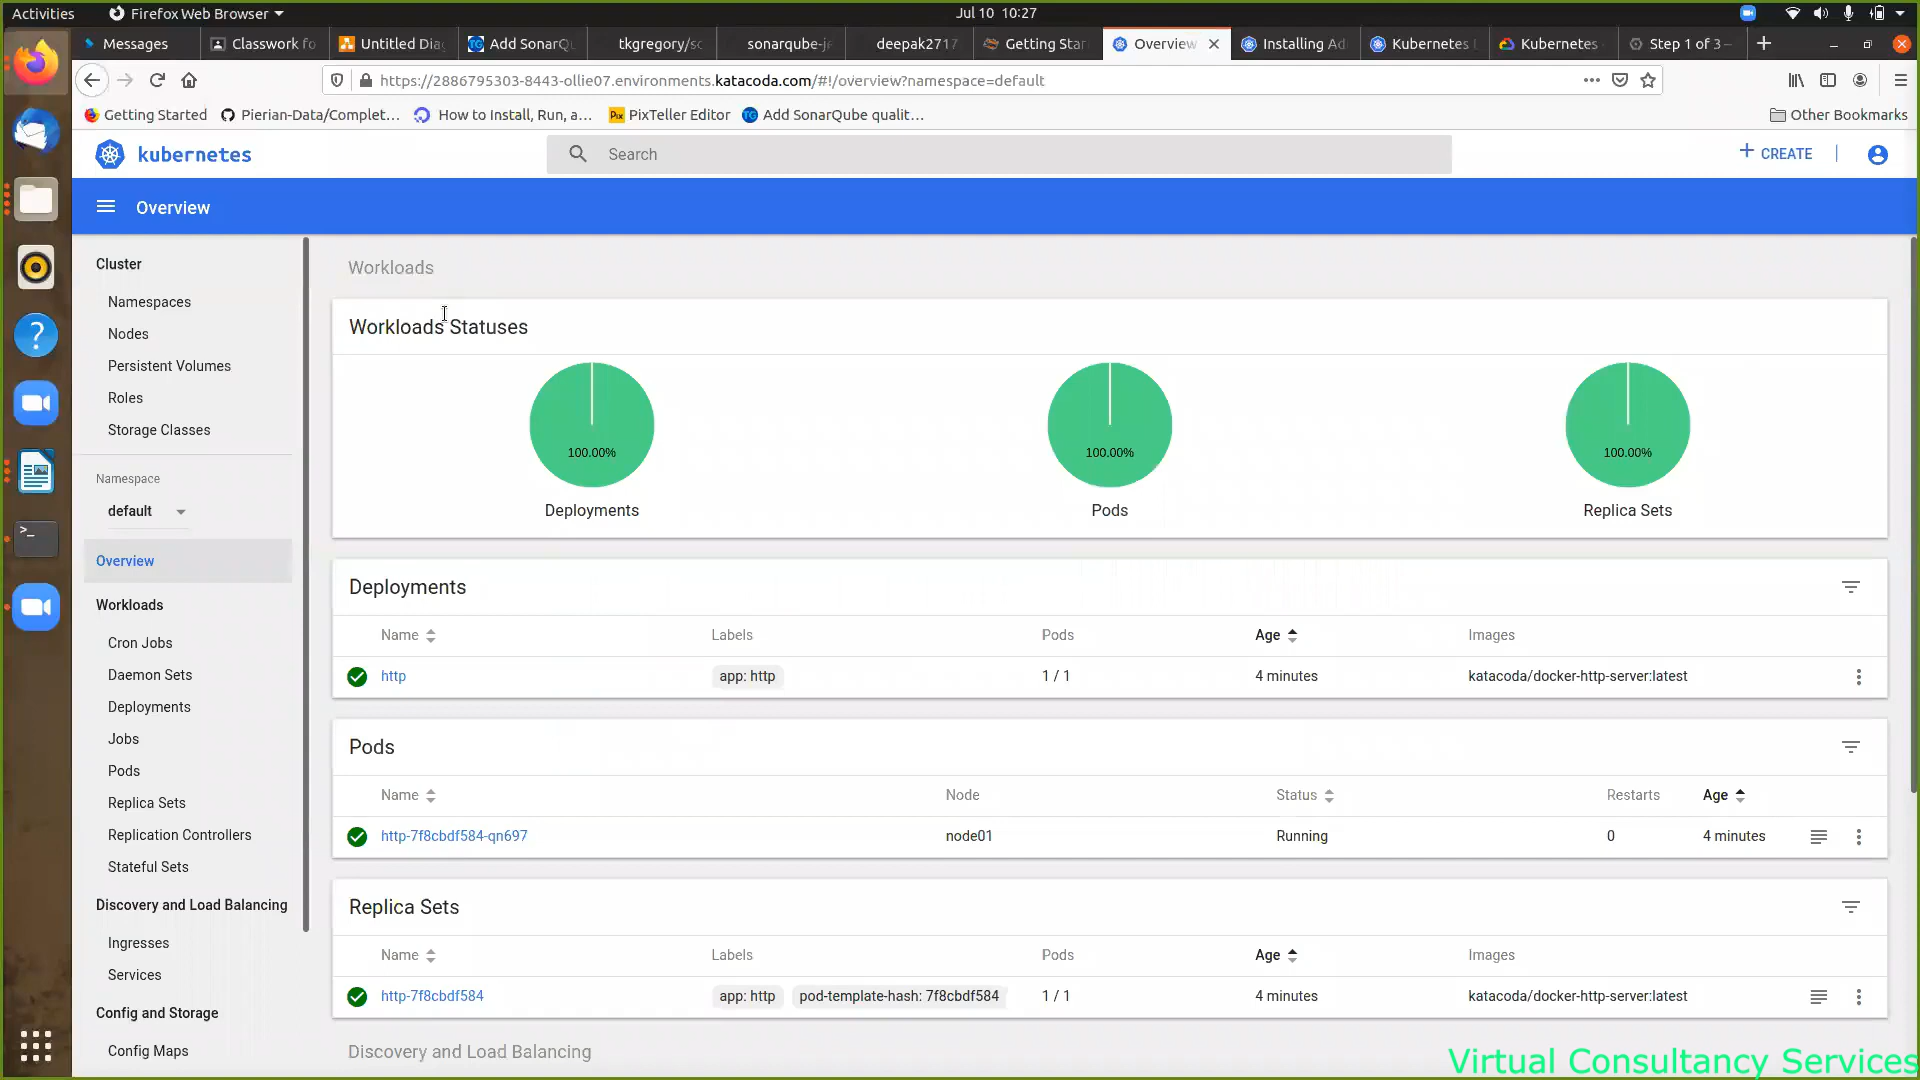 Activities
Firefox Web Browser
Jul 10 10:27
Messages
Classwork fo
Untitled Dia
Add SonarQu
tkgregory/so
sonarqube-je
deepak2717
Getting Star
Overview
Installing Ad
Kubernetes
Kubernetes
Step 1 of 3 –
https://2886795303-8443-ollie07.environments.katacoda.com/#!/overview?namespace=default
Getting Started
Pierian-Data/Complet...
How to Install, Run, a...
Pix PixTeller Editor
TG Add SonarQube qualit...
Other Bookmarks
kubernetes
Search
+ CREATE
Overview
Cluster
Namespaces
Nodes
Persistent Volumes
Roles
Storage Classes
Namespace
default
Overview
Workloads
Cron Jobs
Daemon Sets
Deployments
Jobs
Pods
Replica Sets
Replication Controllers
Stateful Sets
Discovery and Load Balancing
Ingresses
Services
Config and Storage
Config Maps
Workloads
Workloads Statuses
100.00%
100.00%
100.00%
Deployments
Pods
Replica Sets
Deployments
Name Labels Pods Age Images
http app: http 1 / 1 4 minutes katacoda/docker-http-server:latest
Pods
Name Node Status Restarts Age
http-7f8cbdf584-qn697 node01 Running 0 4 minutes
Replica Sets
Name Labels Pods Age Images
http-7f8cbdf584 app: http pod-template-hash: 7f8cbdf584 1 / 1 4 minutes katacoda/docker-http-server:latest
Discovery and Load Balancing
Virtual Consultancy Services